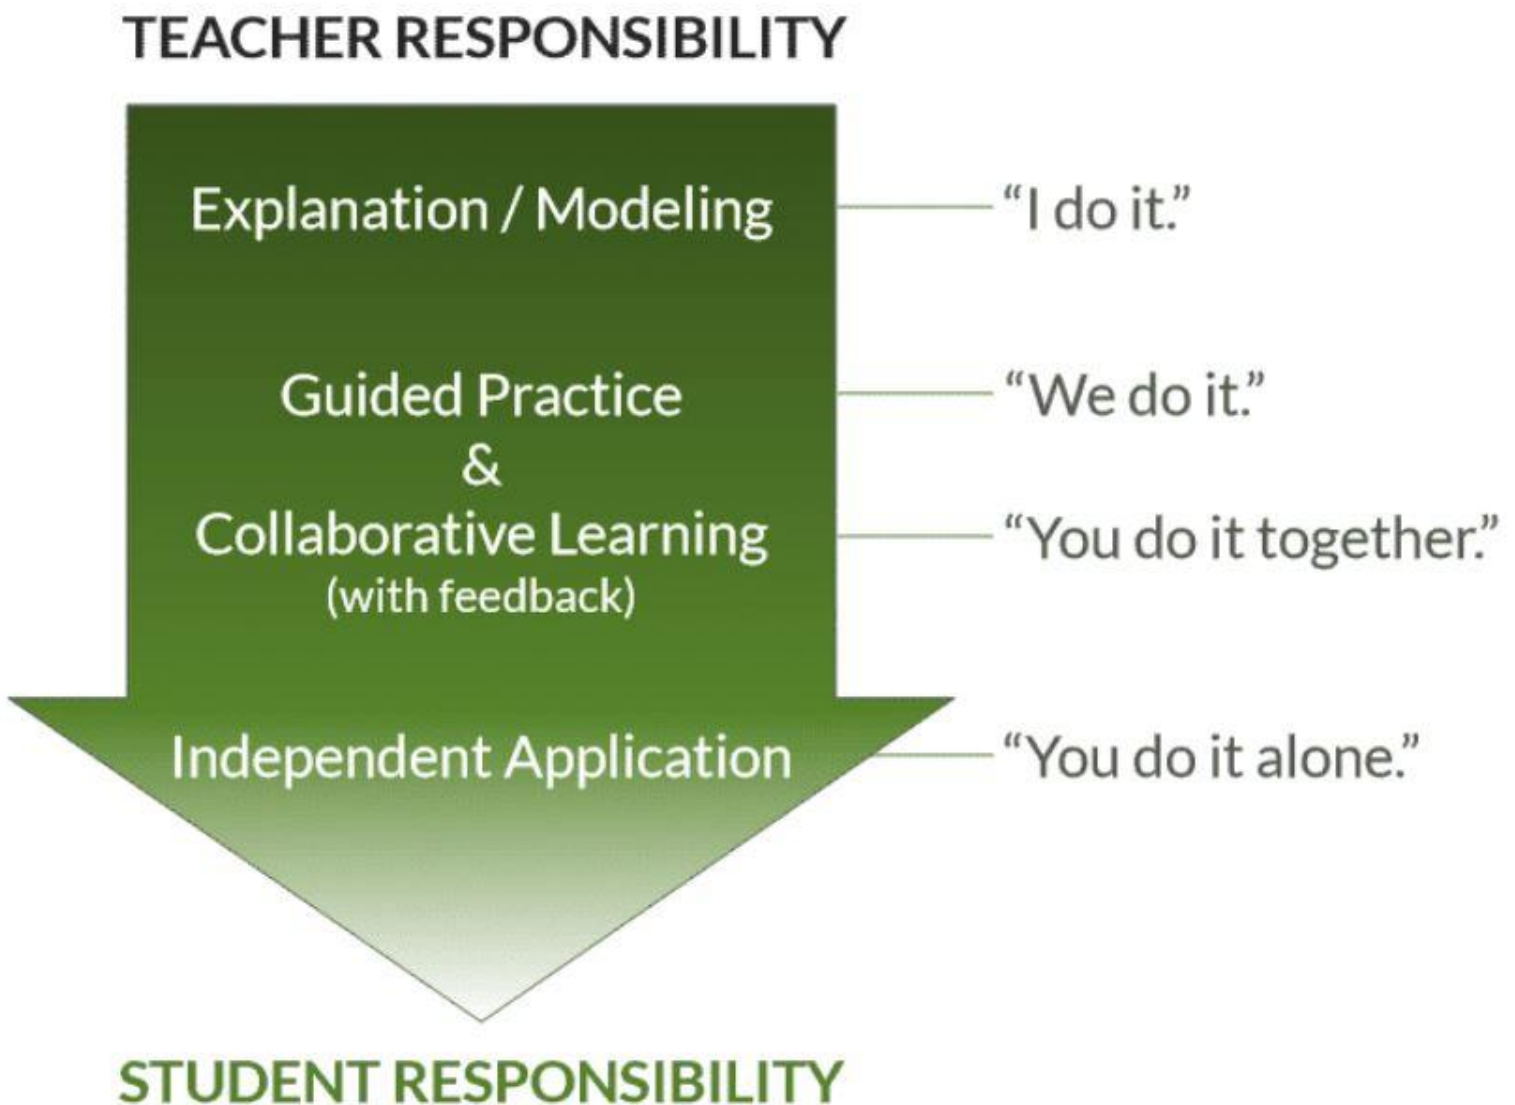 TEACHER RESPONSIBILITY
Explanation / Modeling
“I do it.”
Guided Practice
“We do it.”
&
Collaborative Learning
“You do it together.”
(with feedback)
Independent Application
“You do it alone.”
STUDENT RESPONSIBILITY